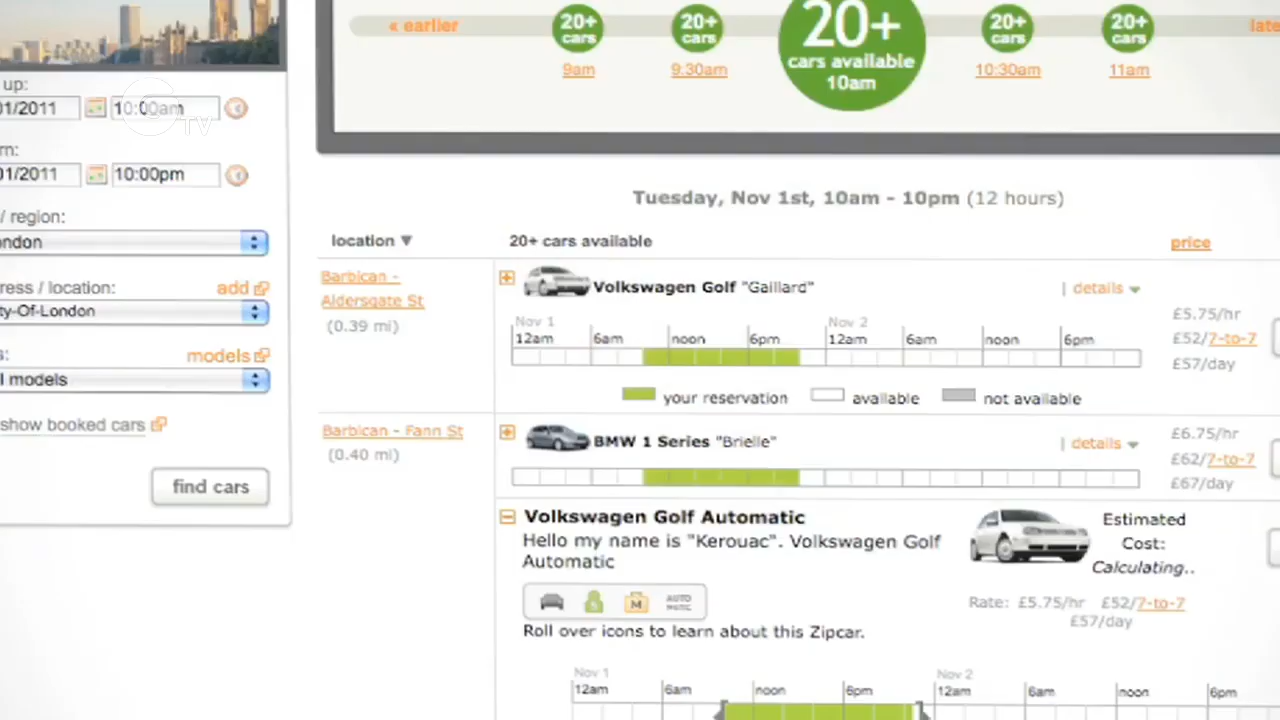 « earlier
20+ cars
9am
20+ cars
9.30am
20+
cars available
10am
20+ cars
10:30am
20+ cars
11am
up:
01/2011
10:00am
TV
01/2011
10:00pm
/ region:
location:
add
City-Of-London
models
models
show booked cars
find cars
Tuesday, Nov 1st, 10am - 10pm (12 hours)
location ▼
20+ cars available
price
Barbican -
Aldersgate St
(0.39 mi)
Volkswagen Golf "Gaillard"
| details
Nov 1
Nov 2
12am 6am noon 6pm 12am 6am noon 6pm
£5.75/hr
£52/7-to-7
£57/day
your reservation
available
not available
Barbican - Fann St
(0.40 mi)
BMW 1 Series "Brielle"
| details
£6.75/hr
£62/7-to-7
£67/day
Volkswagen Golf Automatic
Hello my name is "Kerouac". Volkswagen Golf
Automatic
Estimated
Cost:
Calculating..
AUTO
MATIC
Rate: £5.75/hr £52/7-to-7
£57/day
Roll over icons to learn about this Zipcar.
Nov 1
Nov 2
12am 6am noon 6pm 12am 6am noon 6pm